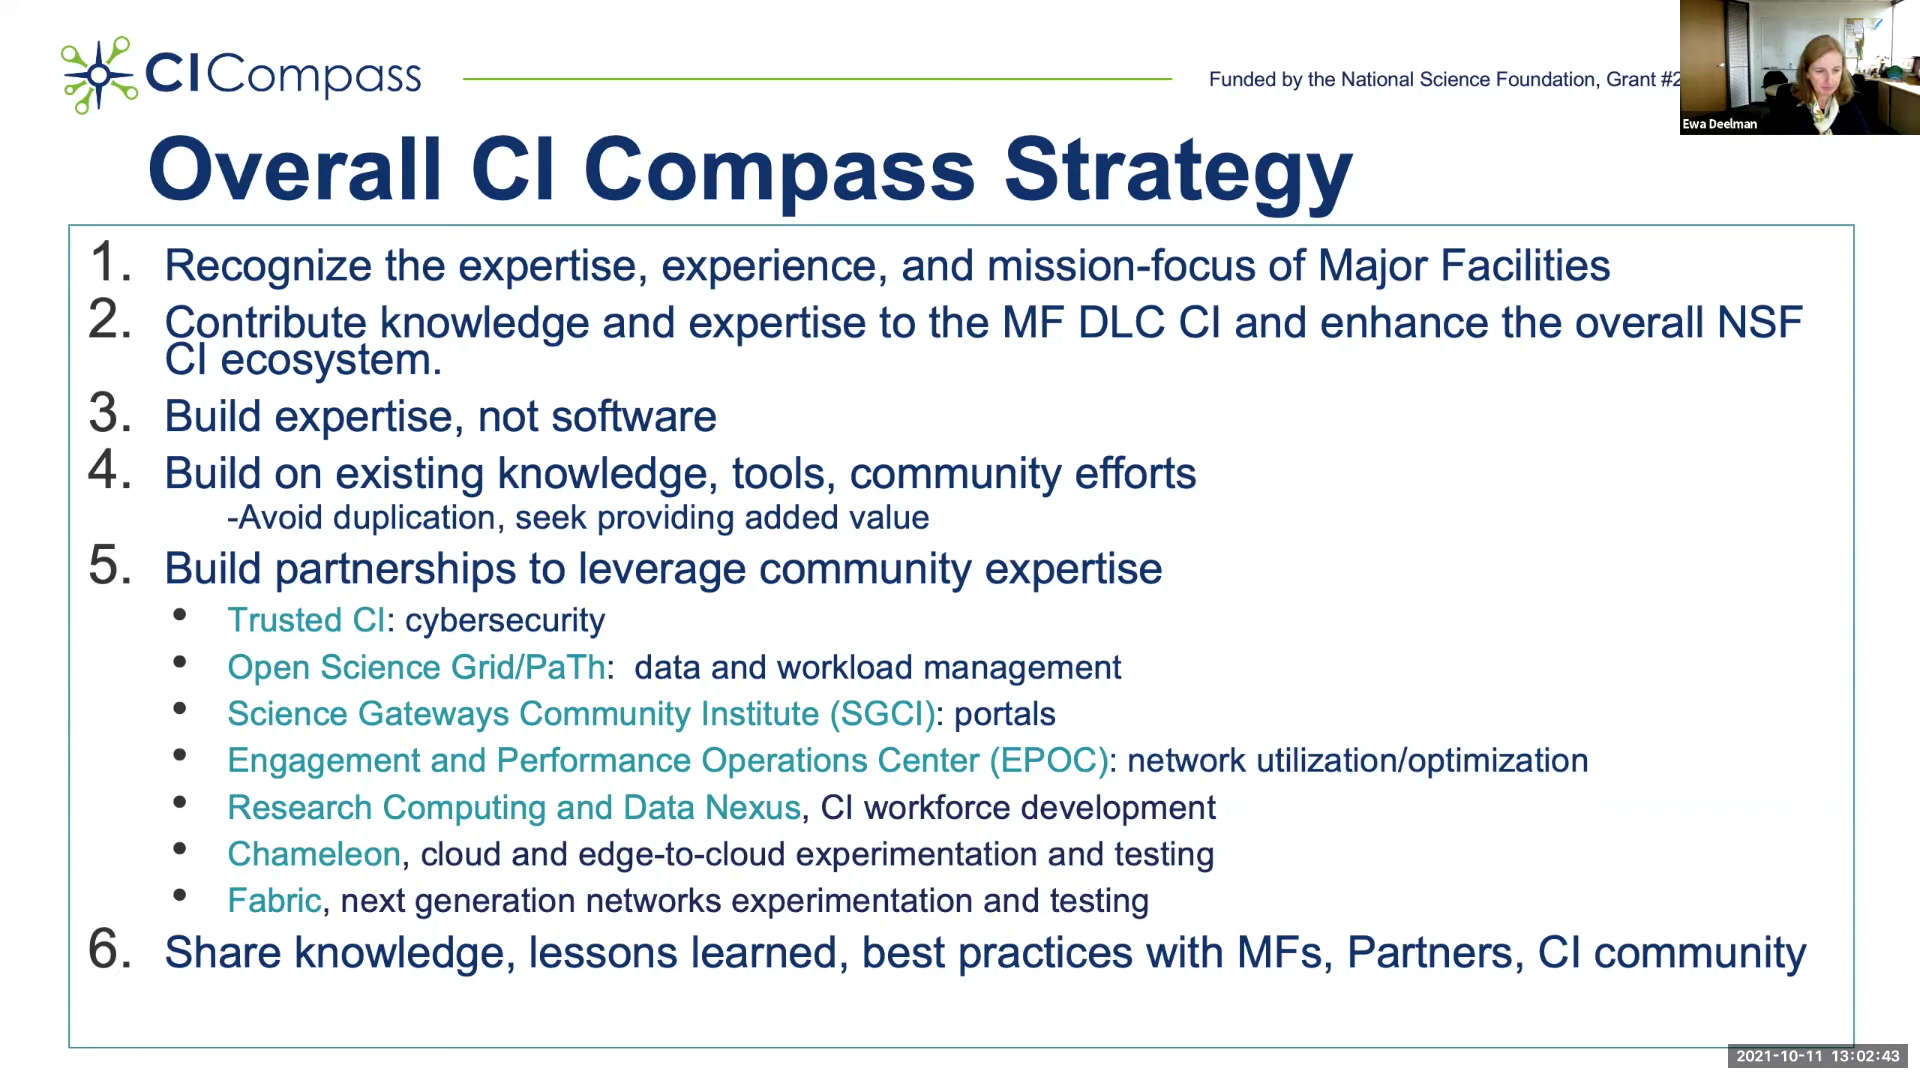 CICompass
Funded by the National Science Foundation, Grant #2
Ewa Deelman
Overall CI Compass Strategy
1. Recognize the expertise, experience, and mission-focus of Major Facilities
2. Contribute knowledge and expertise to the MF DLC CI and enhance the overall NSF
CI ecosystem.
3. Build expertise, not software
4. Build on existing knowledge, tools, community efforts
-Avoid duplication, seek providing added value
5. Build partnerships to leverage community expertise
• Trusted CI: cybersecurity
• Open Science Grid/PaTh: data and workload management
• Science Gateways Community Institute (SGCI): portals
• Engagement and Performance Operations Center (EPOC): network utilization/optimization
• Research Computing and Data Nexus, CI workforce development
• Chameleon, cloud and edge-to-cloud experimentation and testing
• Fabric, next generation networks experimentation and testing
6. Share knowledge, lessons learned, best practices with MFs, Partners, CI community
2021-10-11 13:02:43